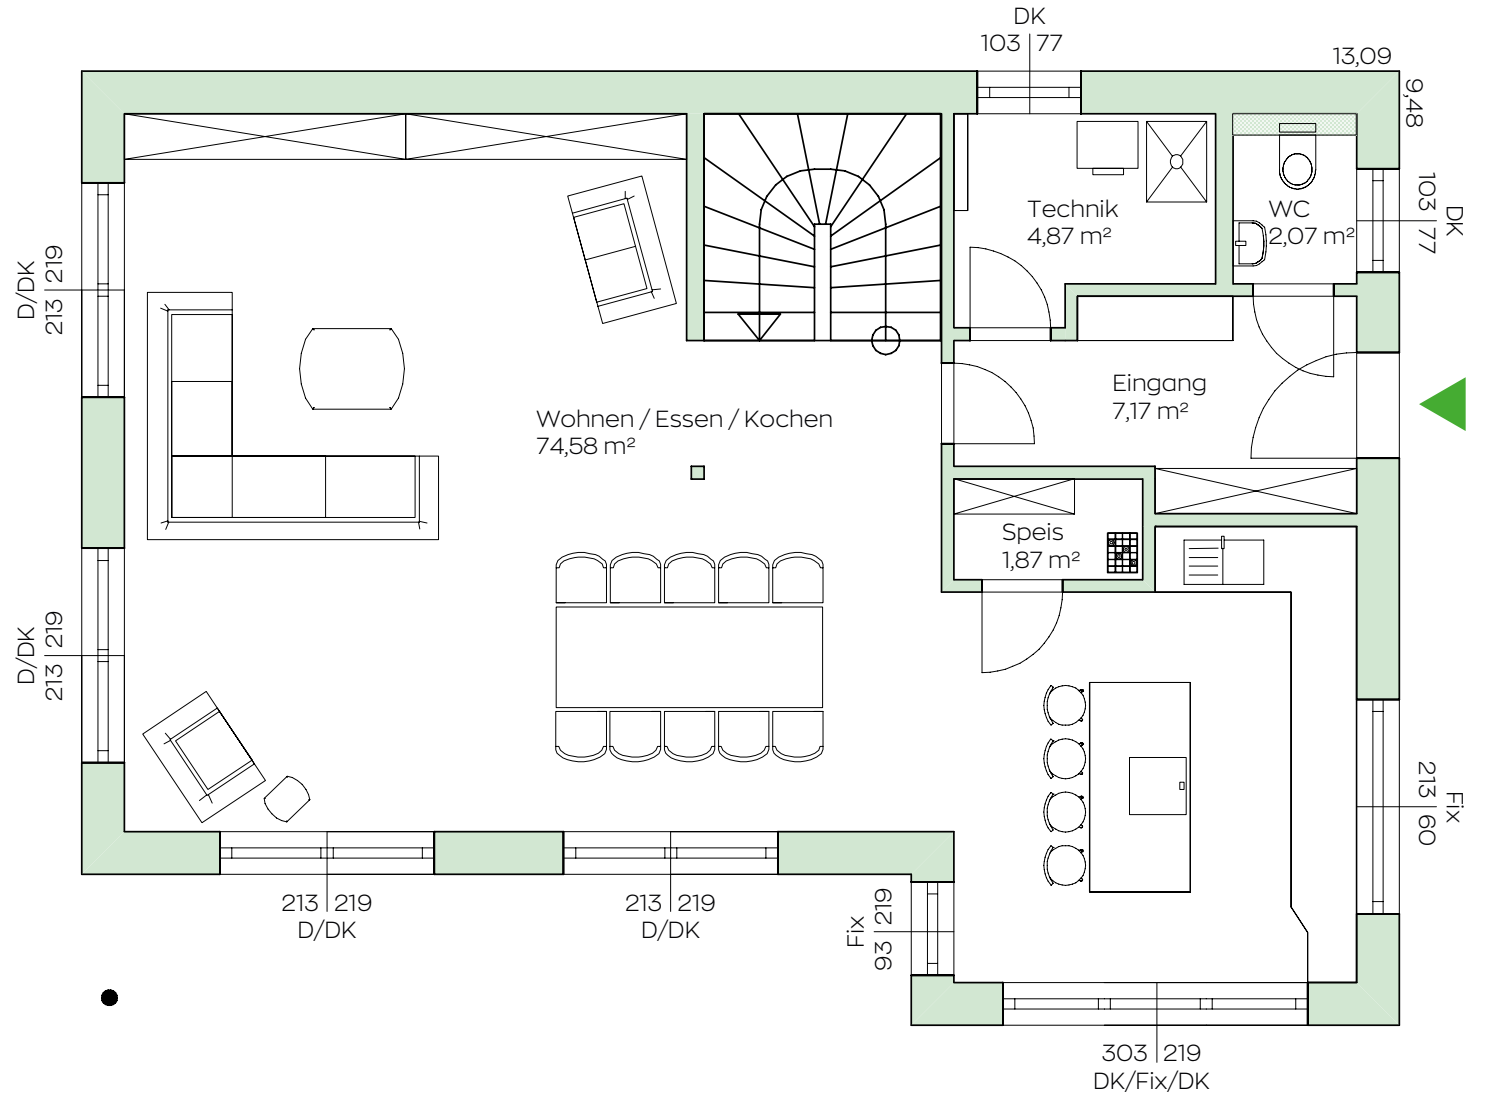 DK
103 77
13,09
9,48
Technik
4,87 m²
WC
2,07 m²
103 77
DK
D/DK
213 219
Eingang
7,17 m²
Wohnen / Essen / Kochen
74,58 m²
Speis
1,87 m²
D/DK
213 219
213 60
Fix
213 219
D/DK
213 219
D/DK
Fix
93 219
303 219
DK/Fix/DK